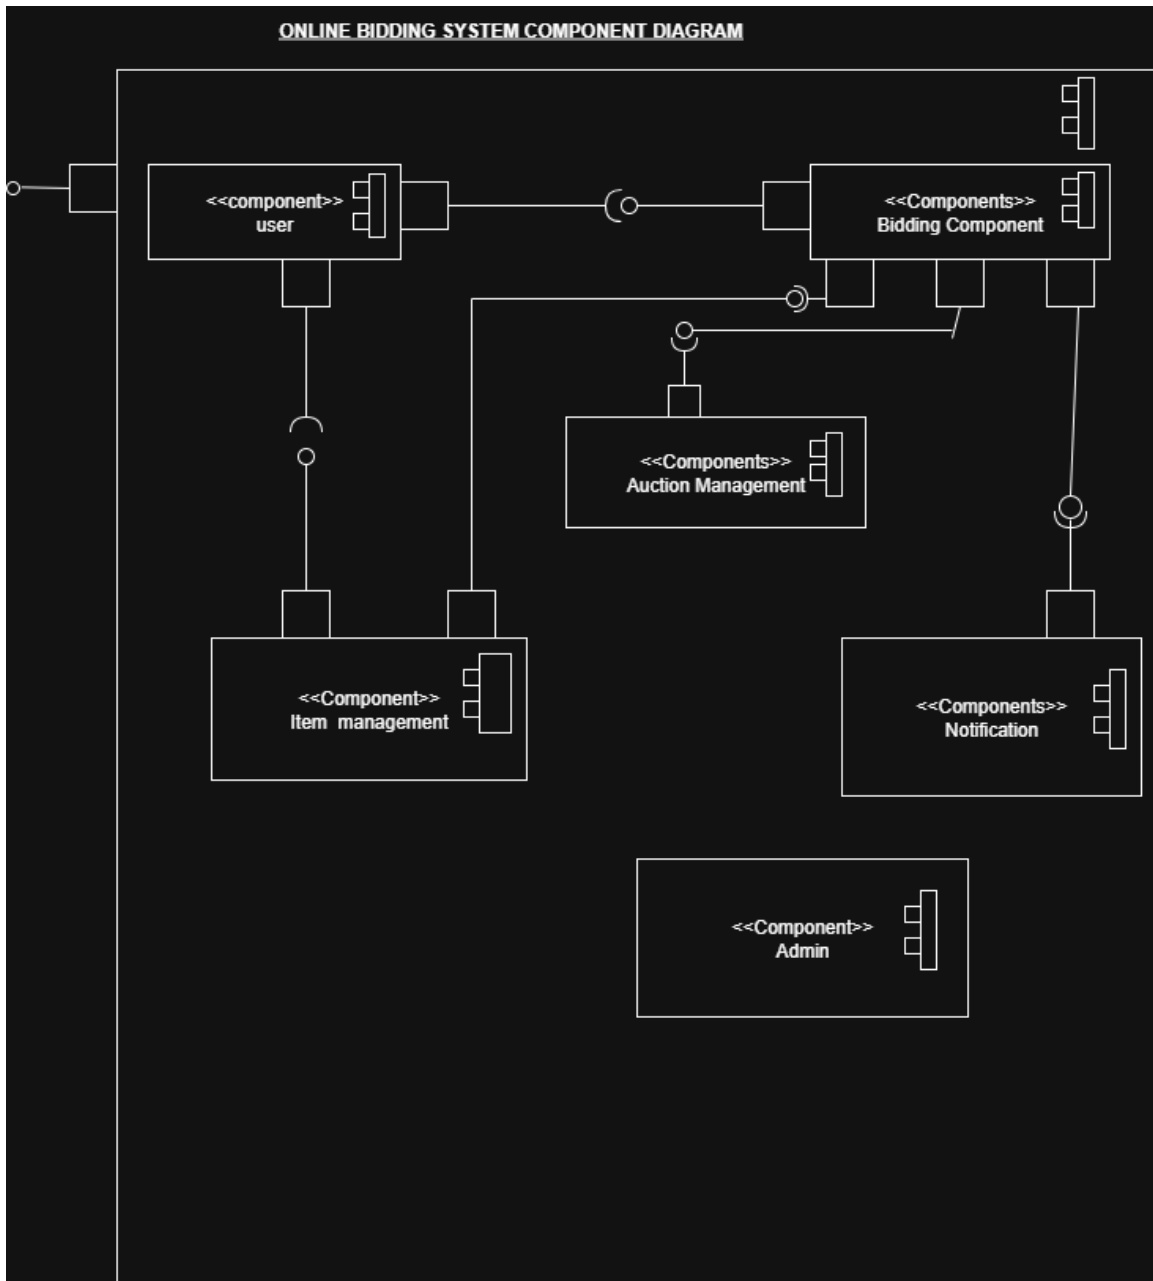 ONLINE BIDDING SYSTEM COMPONENT DIAGRAM
<<component>>
user
<<Components>>
Bidding Component
<<Components>>
Auction Management
<<Component>>
Item  management
<<Components>>
Notification
<<Component>>
Admin